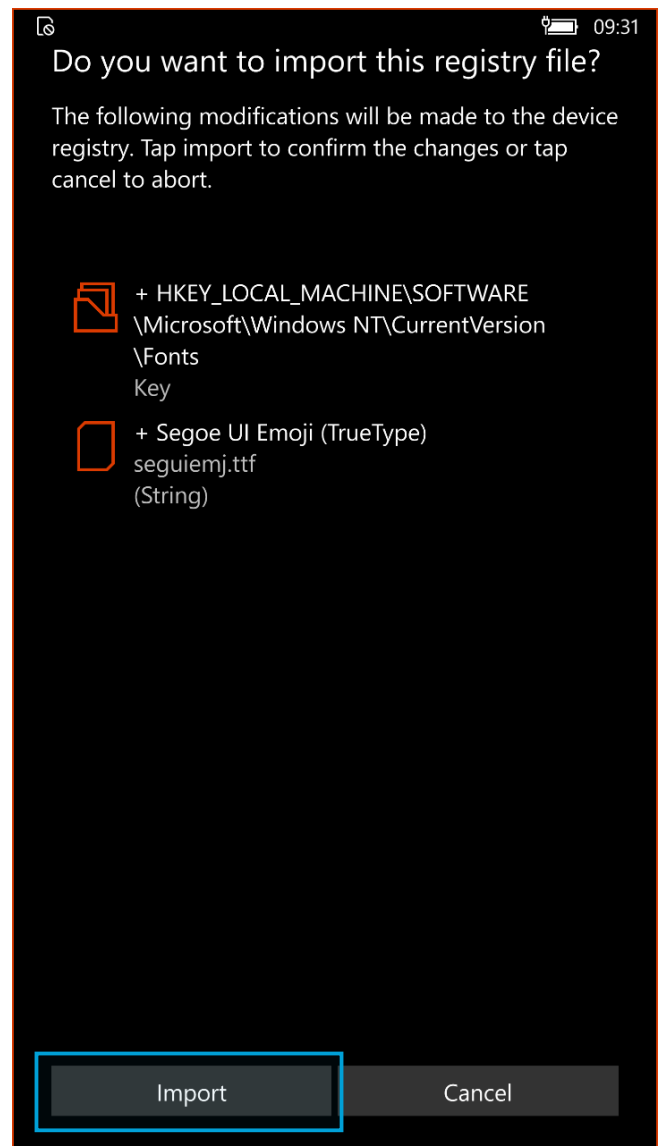 09:31
Do you want to import this registry file?
The following modifications will be made to the device
registry. Tap import to confirm the changes or tap
cancel to abort.
+ HKEY_LOCAL_MACHINE\SOFTWARE
\Microsoft\Windows NT\CurrentVersion
\Fonts
Key
+ Segoe UI Emoji (TrueType)
seguiemj.ttf
(String)
Import
Cancel